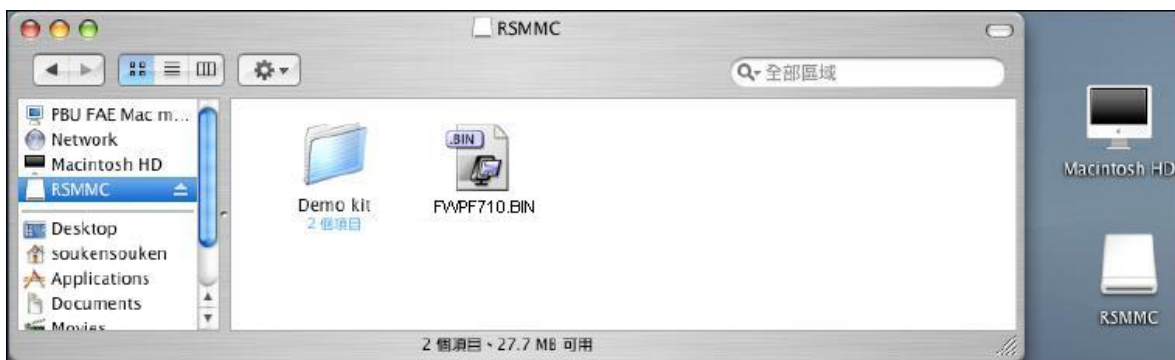 RSMMC
全部區域
PBU FAE Mac m...
Network
Macintosh HD
RSMMC
Desktop
soukensouken
Applications
Documents
Movies
.BIN
Demo kit
2 個項目
FWPF710.BIN
2 個項目、27.7 MB 可用
Macintosh HD
RSMMC